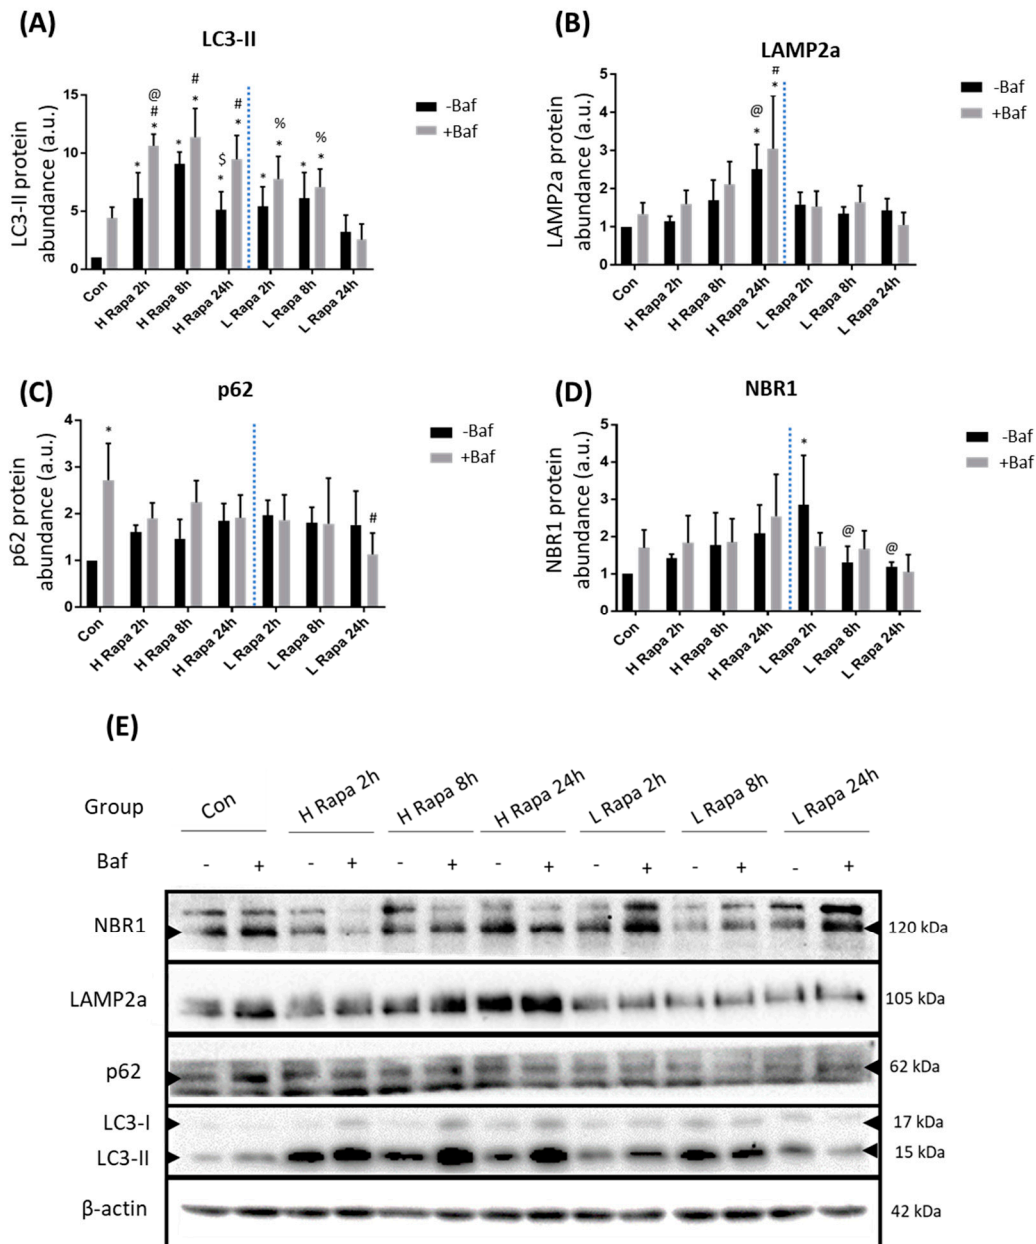 (A)
LC3-II
LC3-II protein
abundance (a.u.)
15
10
5
0
@
#
*
*
#
*
*
#
*
$
*
%
*
*
%
*
*
Con
H Rapa 2h
H Rapa 8h
H Rapa 24h
L Rapa 2h
L Rapa 8h
L Rapa 24h
-Baf
+Baf
(B)
LAMP2a
LAMP2a protein
abundance (a.u.)
5
4
3
2
1
0
#
*
@
*
Con
H Rapa 2h
H Rapa 8h
H Rapa 24h
L Rapa 2h
L Rapa 8h
L Rapa 24h
-Baf
+Baf
(C)
p62
p62 protein
abundance (a.u.)
4
3
2
1
0
*
#
Con
H Rapa 2h
H Rapa 8h
H Rapa 24h
L Rapa 2h
L Rapa 8h
L Rapa 24h
-Baf
+Baf
(D)
NBR1
NBR1 protein
abundance (a.u.)
5
4
3
2
1
0
*
@
@
Con
H Rapa 2h
H Rapa 8h
H Rapa 24h
L Rapa 2h
L Rapa 8h
L Rapa 24h
-Baf
+Baf
(E)
Group Con H Rapa 2h H Rapa 8h H Rapa 24h L Rapa 2h L Rapa 8h L Rapa 24h
Baf - + - + - + - + - + - + - +
NBR1 120 kDa
LAMP2a 105 kDa
p62 62 kDa
LC3-I 17 kDa
LC3-II 15 kDa
β-actin 42 kDa